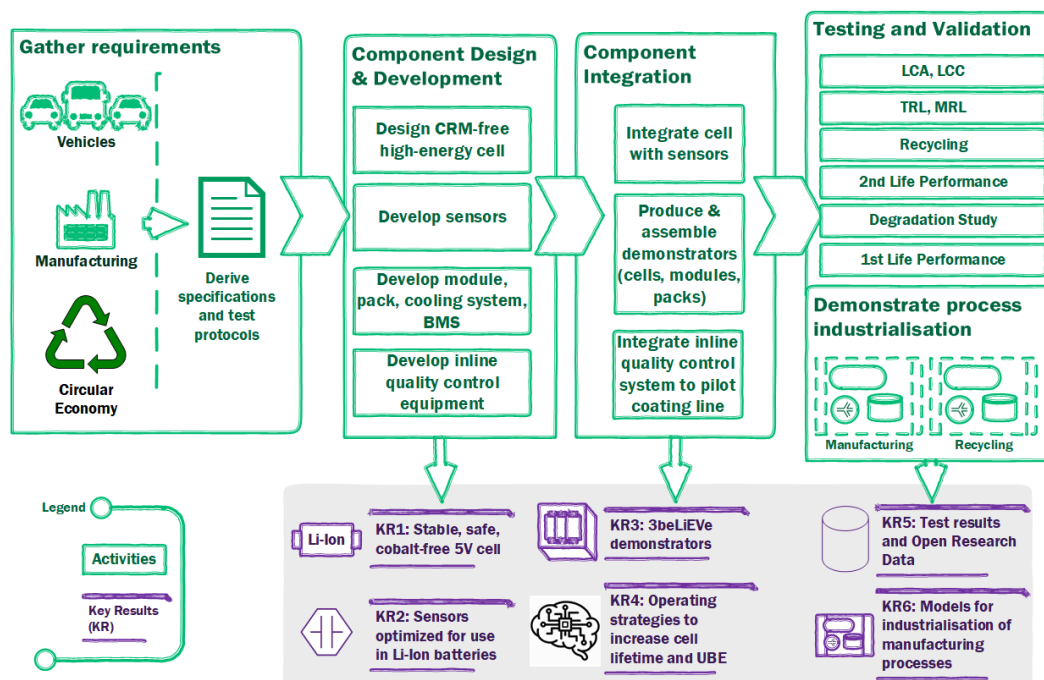 Gather requirements
Vehicles
Manufacturing
Circular
Economy
Derive
specifications
and test
protocols
Component Design
& Development
Design CRM-free
high-energy cell
Develop sensors
Develop module,
pack, cooling system,
BMS
Develop inline
quality control
equipment
Component
Integration
Integrate cell
with sensors
Produce &
assemble
demonstrators
(cells, modules,
packs)
Integrate inline
quality control
system to pilot
coating line
Testing and Validation
LCA, LCC
TRL, MRL
Recycling
2nd Life Performance
Degradation Study
1st Life Performance
Demonstrate process
industrialisation
Manufacturing
Recycling
Legend
Activities
Key Results
(KR)
Li-Ion
KR1: Stable, safe,
cobalt-free 5V cell
KR2: Sensors
optimized for use
in Li-Ion batteries
KR3: 3beLiEVe
demonstrators
KR4: Operating
strategies to
increase cell
lifetime and UBE
KR5: Test results
and Open Research
Data
KR6: Models for
industrialisation of
manufacturing
processes